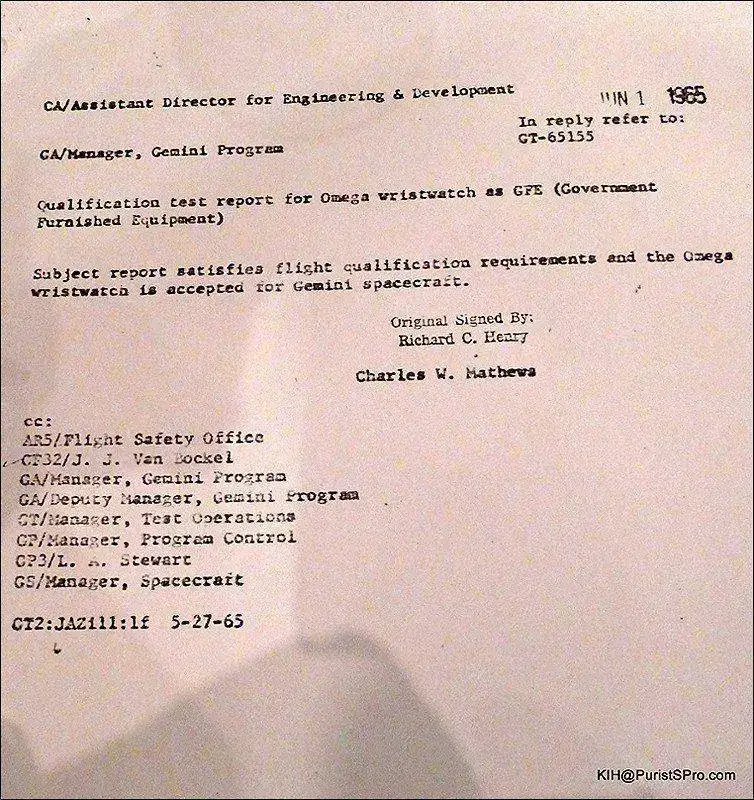 CA/Assistant Director for Engineering & Development
JUN 1 1965
In reply refer to:
GT-65155
GA/Manager, Gemini Program
Qualification test report for Omega wristwatch as GFE (Government
Furnished Equipment)
Subject report satisfies flight qualification requirements and the Omega
wristwatch is accepted for Gemini spacecraft.
Original Signed By:
Richard C. Henry
Charles W. Mathews
cc:
AR5/Flight Safety Office
CF32/J. J. Van Bockel
GA/Manager, Gemini Program
GA/Deputy Manager, Gemini Program
GT/Manager, Test Operations
GP/Manager, Program Control
GP3/L. A. Stewart
GS/Manager, Spacecraft
GT2:JAZill:lf 5-27-65
KIH@PuristSPro.com